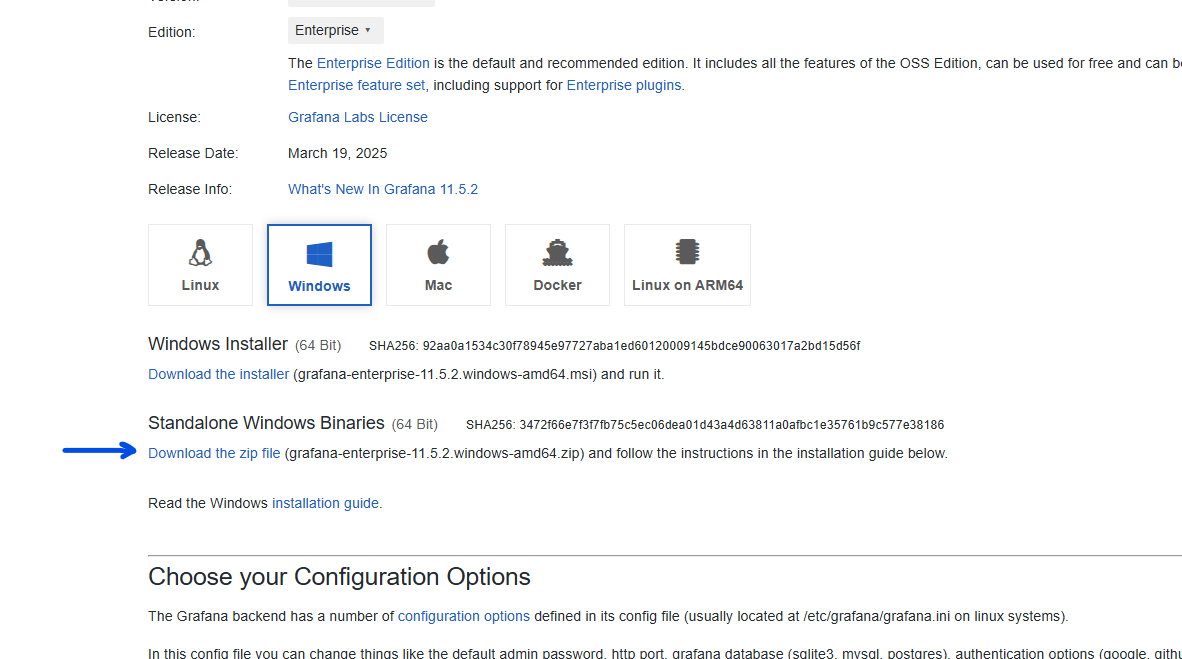 Version:
Edition:
Enterprise
The Enterprise Edition is the default and recommended edition. It includes all the features of the OSS Edition, can be used for free and can be
Enterprise feature set, including support for Enterprise plugins.
License:
Grafana Labs License
Release Date:
March 19, 2025
Release Info:
What's New In Grafana 11.5.2
Linux
Windows
Mac
Docker
Linux on ARM64
Windows Installer (64 Bit) SHA256: 92aa0a1534c30f78945e97727aba1ed60120009145bdce90063017a2bd15d56f
Download the installer (grafana-enterprise-11.5.2.windows-amd64.msi) and run it.
Standalone Windows Binaries (64 Bit) SHA256: 3472f66e7f3f7fb75c5ec06dea01d43a4d63811a0afbc1e35761b9c577e38186
Download the zip file (grafana-enterprise-11.5.2.windows-amd64.zip) and follow the instructions in the installation guide below.
Read the Windows installation guide.
Choose your Configuration Options
The Grafana backend has a number of configuration options defined in its config file (usually located at /etc/grafana/grafana.ini on linux systems).
In this config file you can change things like the default admin password, http port, grafana database (sqlite3, mysql, postgres), authentication options (google, githu